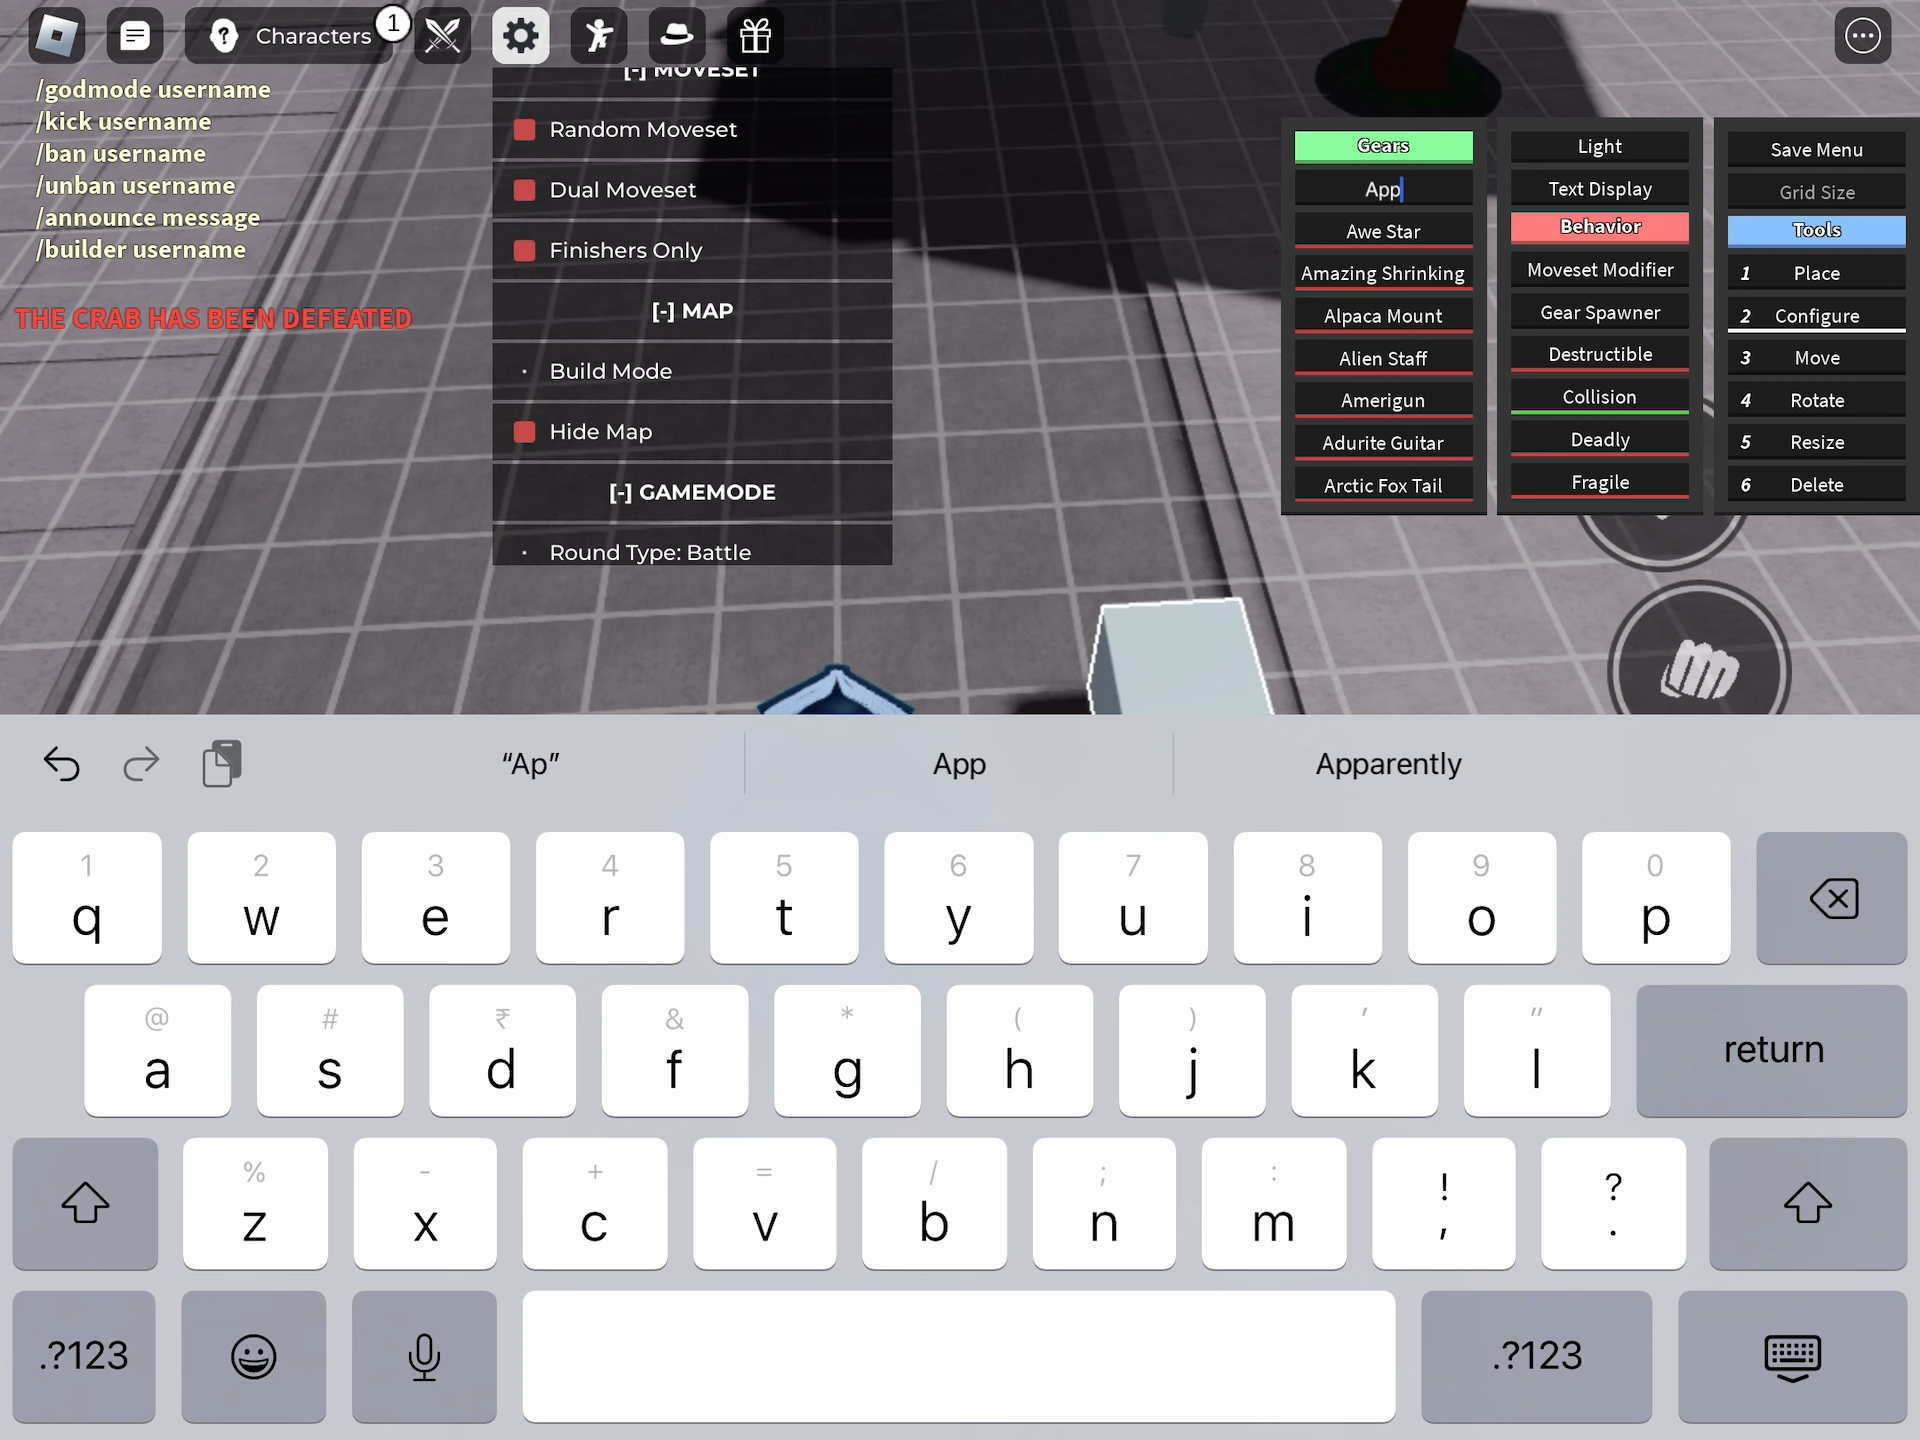 Characters
1
/godmode username
/kick username
/ban username
/unban username
/announce message
/builder username
THE CRAB HAS BEEN DEFEATED
[-] MOVESET
Random Moveset
Dual Moveset
Finishers Only
[-] MAP
· Build Mode
Hide Map
[-] GAMEMODE
· Round Type: Battle
Gears
App
Awe Star
Amazing Shrinking
Alpaca Mount
Alien Staff
Amerigun
Adurite Guitar
Arctic Fox Tail
Light
Text Display
Behavior
Moveset Modifier
Gear Spawner
Destructible
Collision
Deadly
Fragile
Save Menu
Grid Size
Tools
1 Place
2 Configure
3 Move
4 Rotate
5 Resize
6 Delete
“Ap” App Apparently
1 2 3 4 5 6 7 8 9 0
q w e r t y u i o p
@ # ₹ & * ( ) ' "
a s d f g h j k l return
% - + = / ; : ! ?
z x c v b n m , .
.?123 .?123